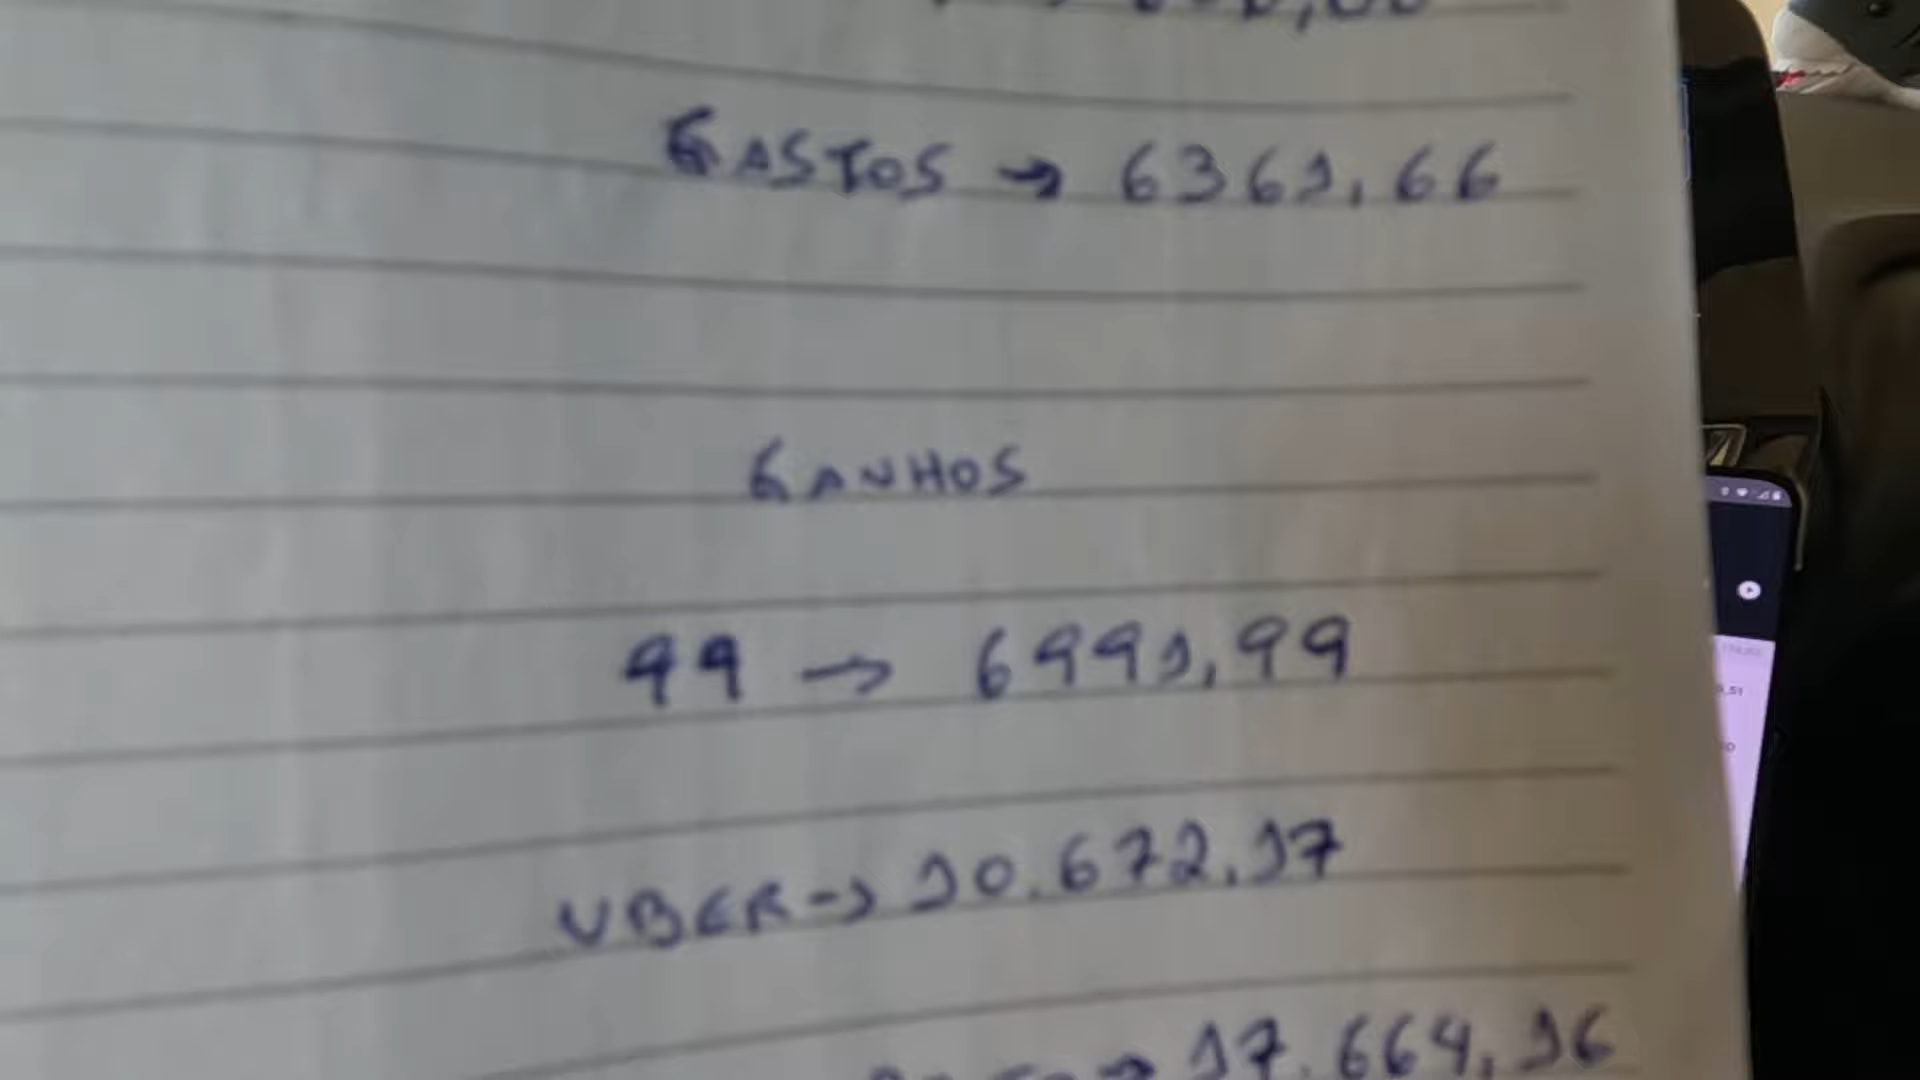 GASTOS → 6361,66
GANHOS
99 → 6991,99
UBER → 10.672,17
→ 17.664,16